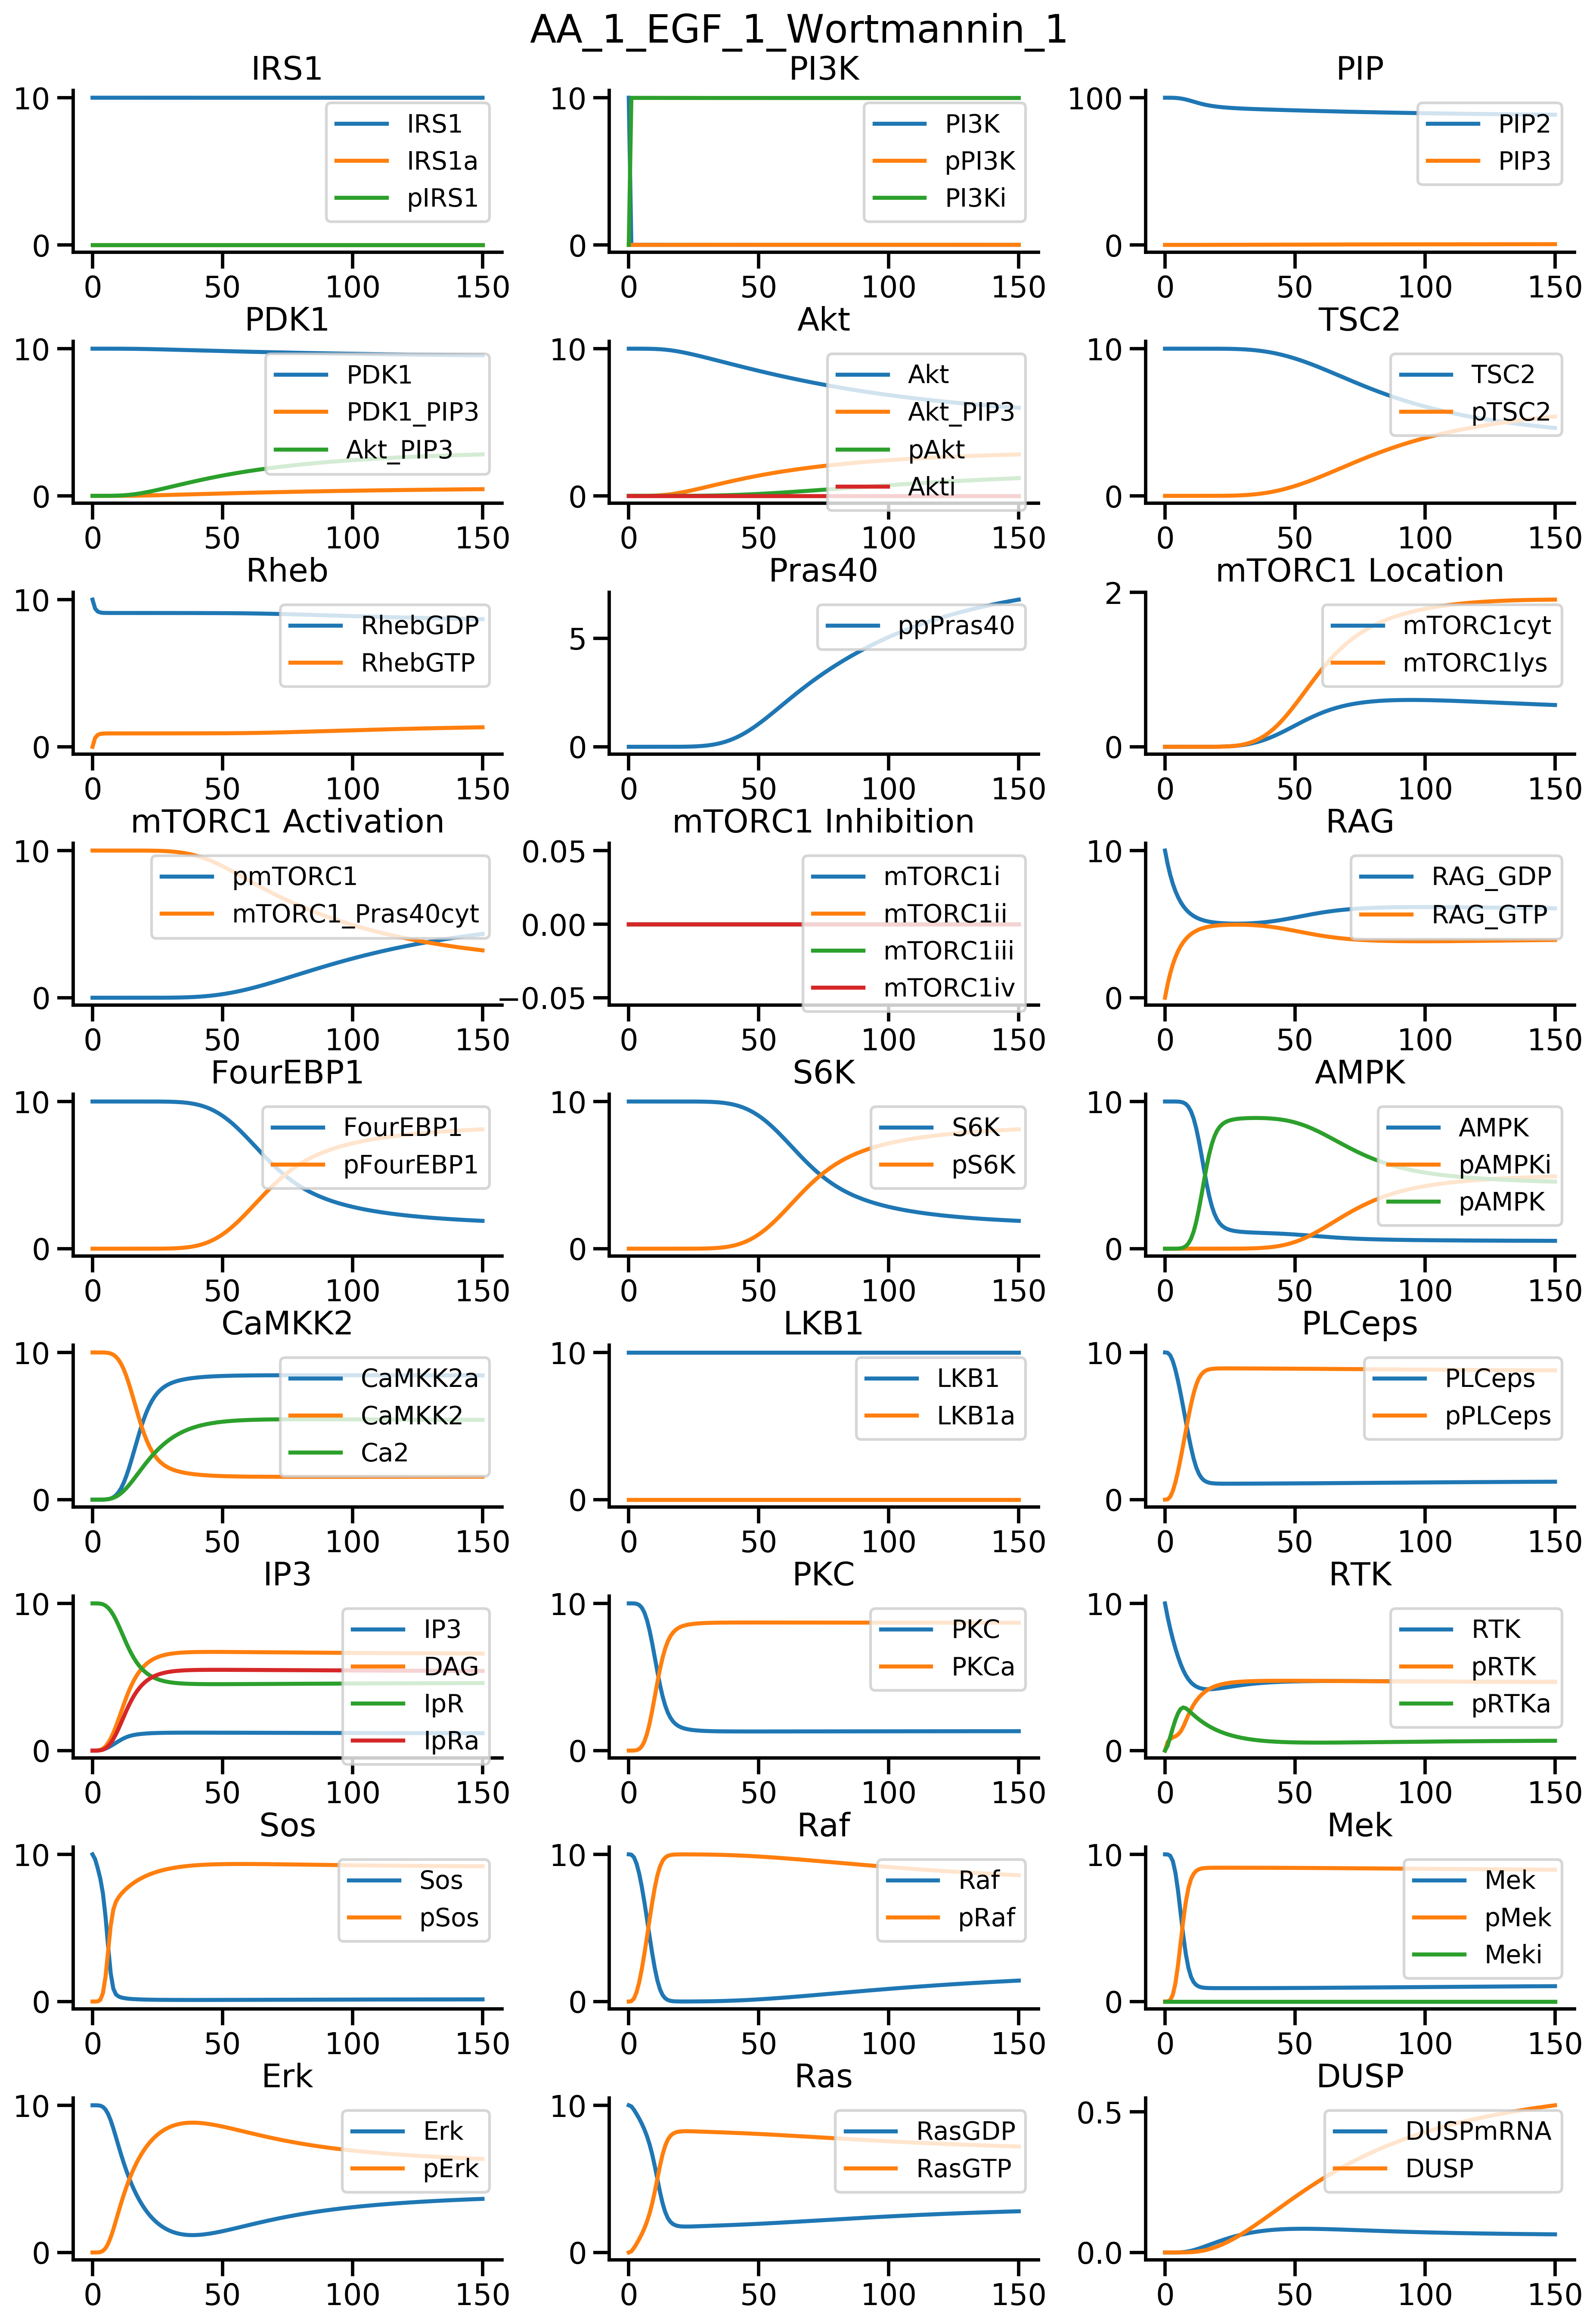 AA_1_EGF_1_Wortmannin_1
IRS1
PI3K
PIP
10
0
IRS1
IRS1a
pIRS1
0 50 100 150
10
0
PI3K
pPI3K
PI3Ki
0 50 100 150
100
0
PIP2
PIP3
0 50 100 150
PDK1
Akt
TSC2
10
0
PDK1
PDK1_PIP3
Akt_PIP3
0 50 100 150
10
0
Akt
Akt_PIP3
pAkt
Akti
0 50 100 150
10
0
TSC2
pTSC2
0 50 100 150
Rheb
Pras40
mTORC1 Location
10
0
RhebGDP
RhebGTP
0 50 100 150
5
0
ppPras40
0 50 100 150
2
0
mTORC1cyt
mTORC1lys
0 50 100 150
mTORC1 Activation
mTORC1 Inhibition
RAG
10
0
pmTORC1
mTORC1_Pras40cyt
0 50 100 150
0.05
0.00
−0.05
mTORC1i
mTORC1ii
mTORC1iii
mTORC1iv
0 50 100 150
10
0
RAG_GDP
RAG_GTP
0 50 100 150
FourEBP1
S6K
AMPK
10
0
FourEBP1
pFourEBP1
0 50 100 150
10
0
S6K
pS6K
0 50 100 150
10
0
AMPK
pAMPKi
pAMPK
0 50 100 150
CaMKK2
LKB1
PLCeps
10
0
CaMKK2a
CaMKK2
Ca2
0 50 100 150
10
0
LKB1
LKB1a
0 50 100 150
10
0
PLCeps
pPLCeps
0 50 100 150
IP3
PKC
RTK
10
0
IP3
DAG
IpR
IpRa
0 50 100 150
10
0
PKC
PKCa
0 50 100 150
10
0
RTK
pRTK
pRTKa
0 50 100 150
Sos
Raf
Mek
10
0
Sos
pSos
0 50 100 150
10
0
Raf
pRaf
0 50 100 150
10
0
Mek
pMek
Meki
0 50 100 150
Erk
Ras
DUSP
10
0
Erk
pErk
0 50 100 150
10
0
RasGDP
RasGTP
0 50 100 150
0.5
0.0
DUSPmRNA
DUSP
0 50 100 150